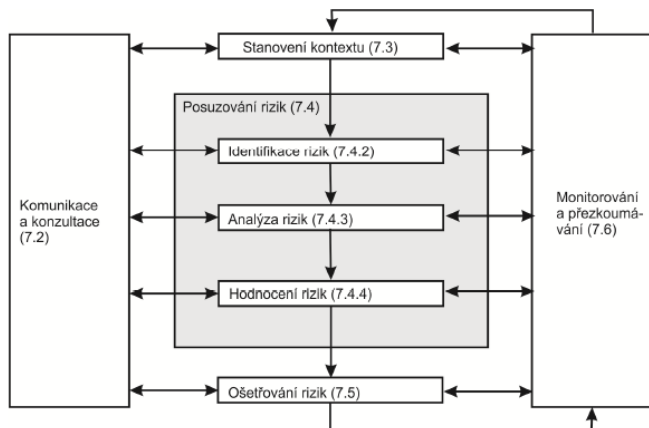 Stanovení kontextu (7.3)
Posuzování rizik (7.4)
Identifikace rizik (7.4.2)
Komunikace
a konzultace
(7.2)
Analýza rizik (7.4.3)
Monitorování
a přezkoumá-
vání (7.6)
Hodnocení rizik (7.4.4)
Ošetřování rizik (7.5)